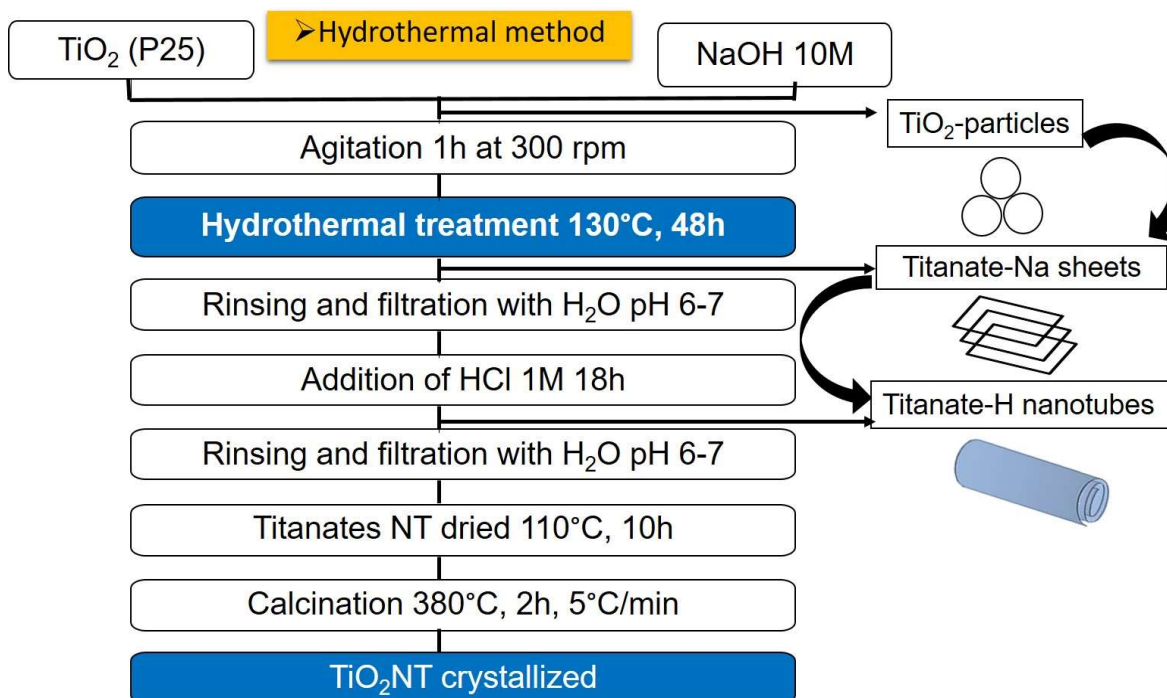 ➢Hydrothermal method
TiO₂ (P25)
NaOH 10M
TiO₂-particles
Agitation 1h at 300 rpm
Hydrothermal treatment 130°C, 48h
Titanate-Na sheets
Rinsing and filtration with H₂O pH 6-7
Addition of HCl 1M 18h
Titanate-H nanotubes
Rinsing and filtration with H₂O pH 6-7
Titanates NT dried 110°C, 10h
Calcination 380°C, 2h, 5°C/min
TiO₂NT crystallized